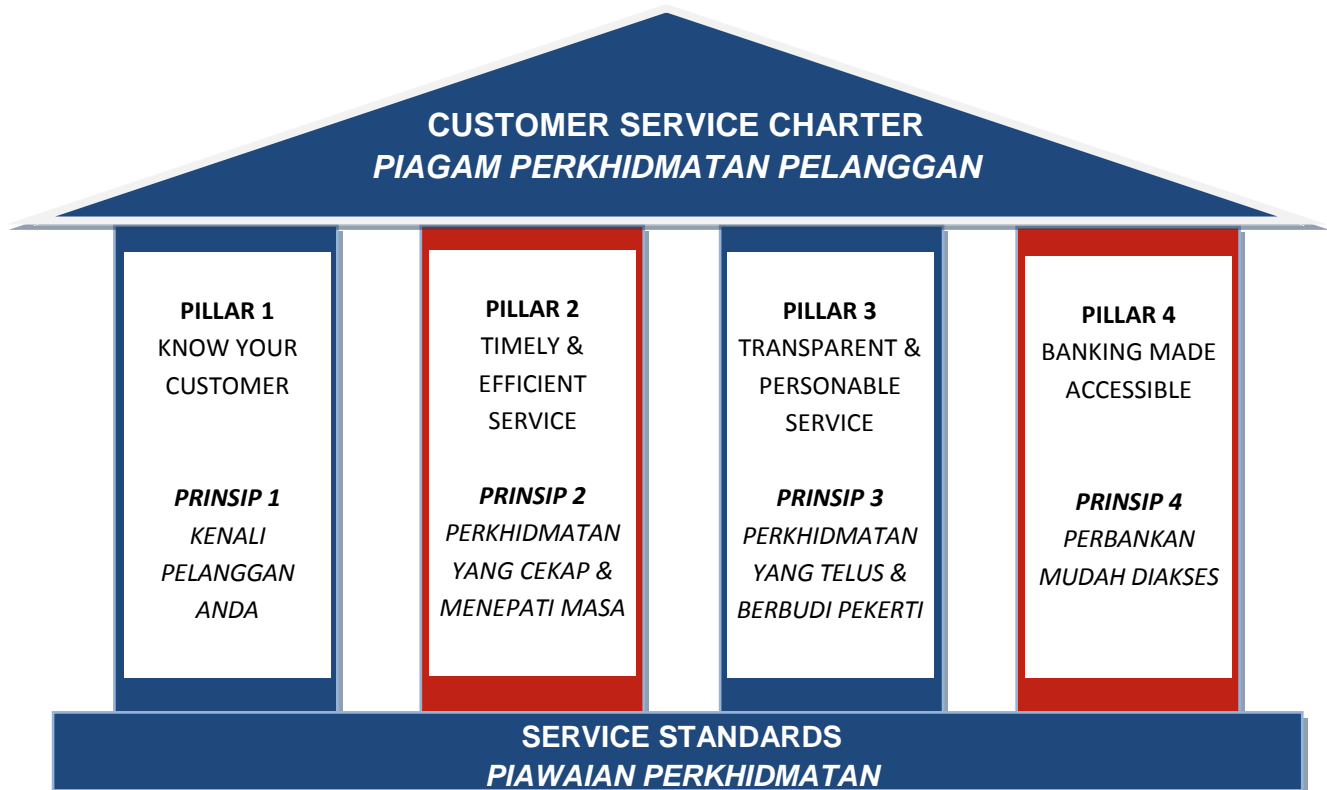 CUSTOMER SERVICE CHARTER
PIAGAM PERKHIDMATAN PELANGGAN
PILLAR 1
KNOW YOUR
CUSTOMER
PRINSIP 1
KENALI
PELANGGAN
ANDA
PILLAR 2
TIMELY &
EFFICIENT
SERVICE
PRINSIP 2
PERKHIDMATAN
YANG CEKAP &
MENEPATI MASA
PILLAR 3
TRANSPARENT &
PERSONABLE
SERVICE
PRINSIP 3
PERKHIDMATAN
YANG TELUS &
BERBUDI PEKERTI
PILLAR 4
BANKING MADE
ACCESSIBLE
PRINSIP 4
PERBANKAN
MUDAH DIAKSES
SERVICE STANDARDS
PIAWAIAN PERKHIDMATAN